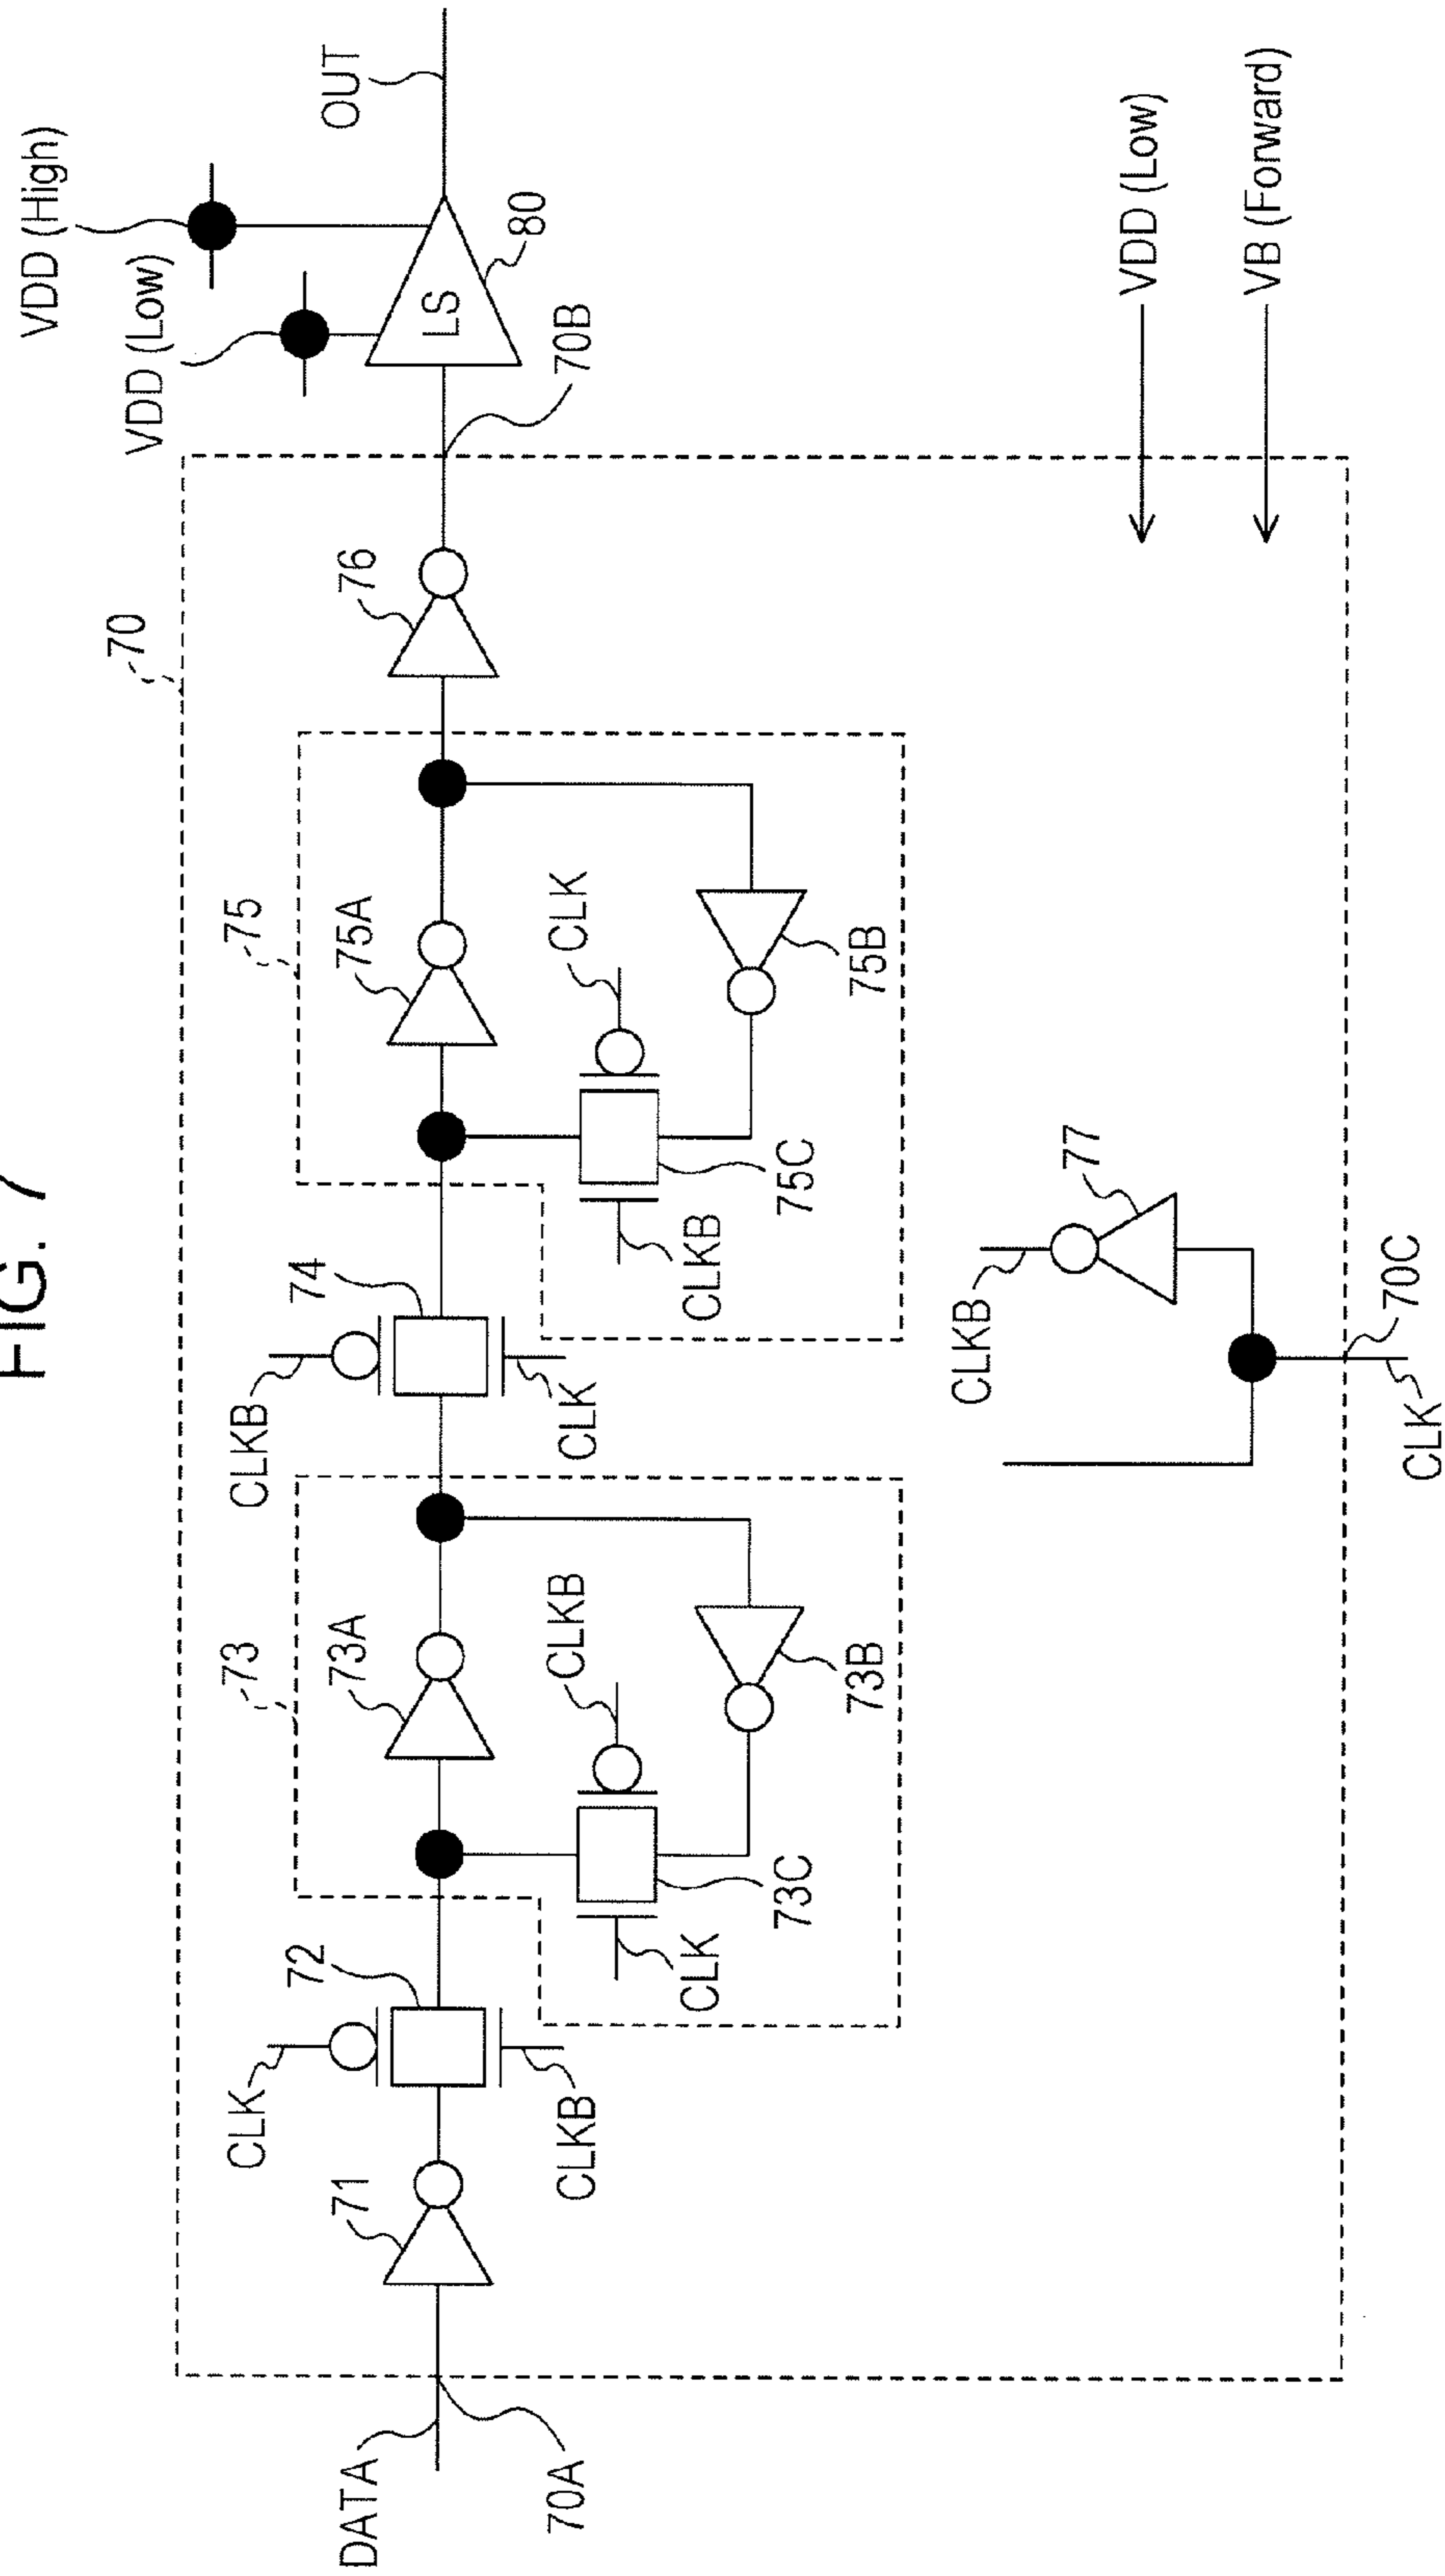 FIG. 7
VDD (High)
VDD (Low)
OUT
LS
80
70B
70
76
75
75A
CLK
75B
75C
CLKB
74
CLKB
CLK
73
73A
CLKB
73B
73C
CLK
72
CLK
CLKB
71
DATA
70A
77
CLKB
70C
CLK
VDD (Low)
VB (Forward)